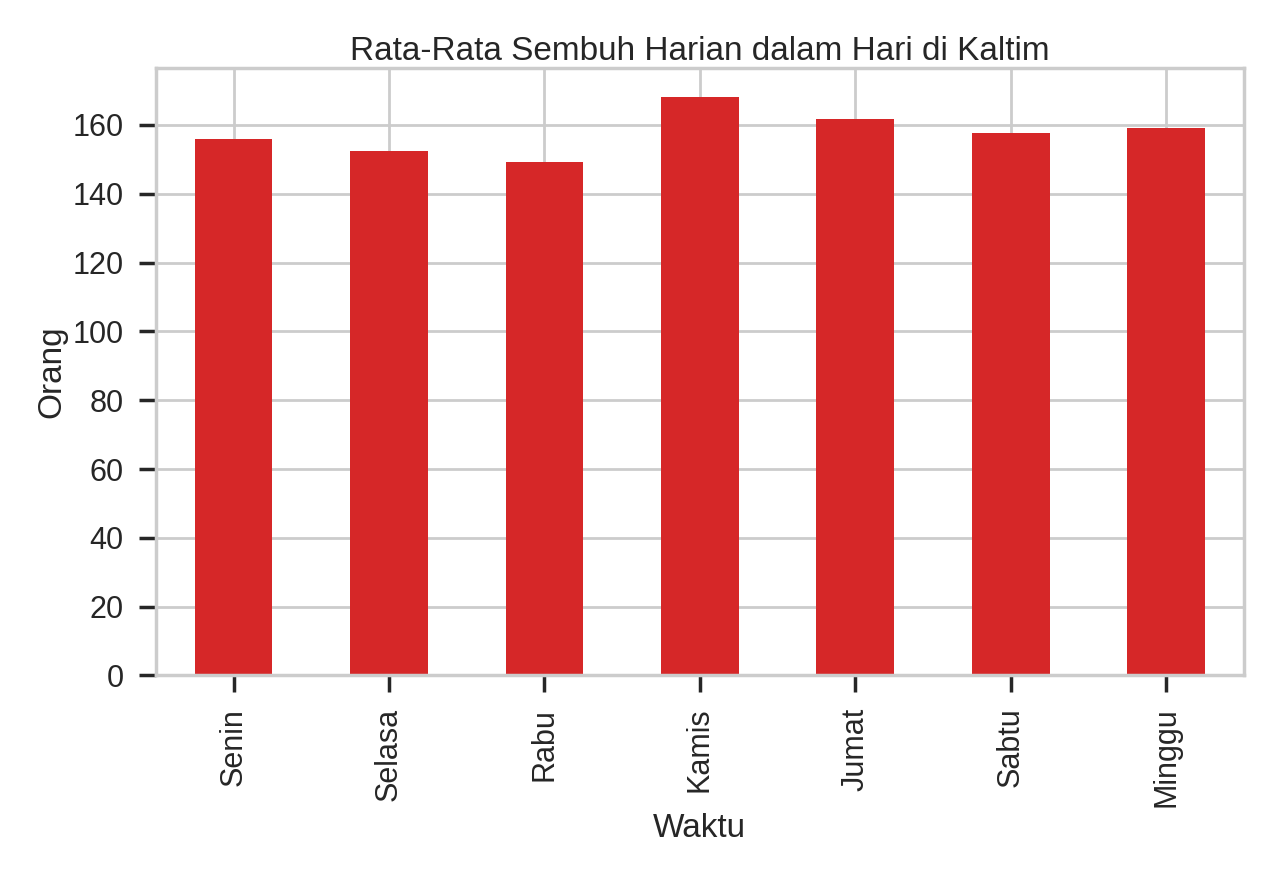 Rata-Rata Sembuh Harian dalam Hari di Kaltim
Orang
160
140
120
100
80
60
40
20
0
Senin
Selasa
Rabu
Kamis
Jumat
Sabtu
Minggu
Waktu